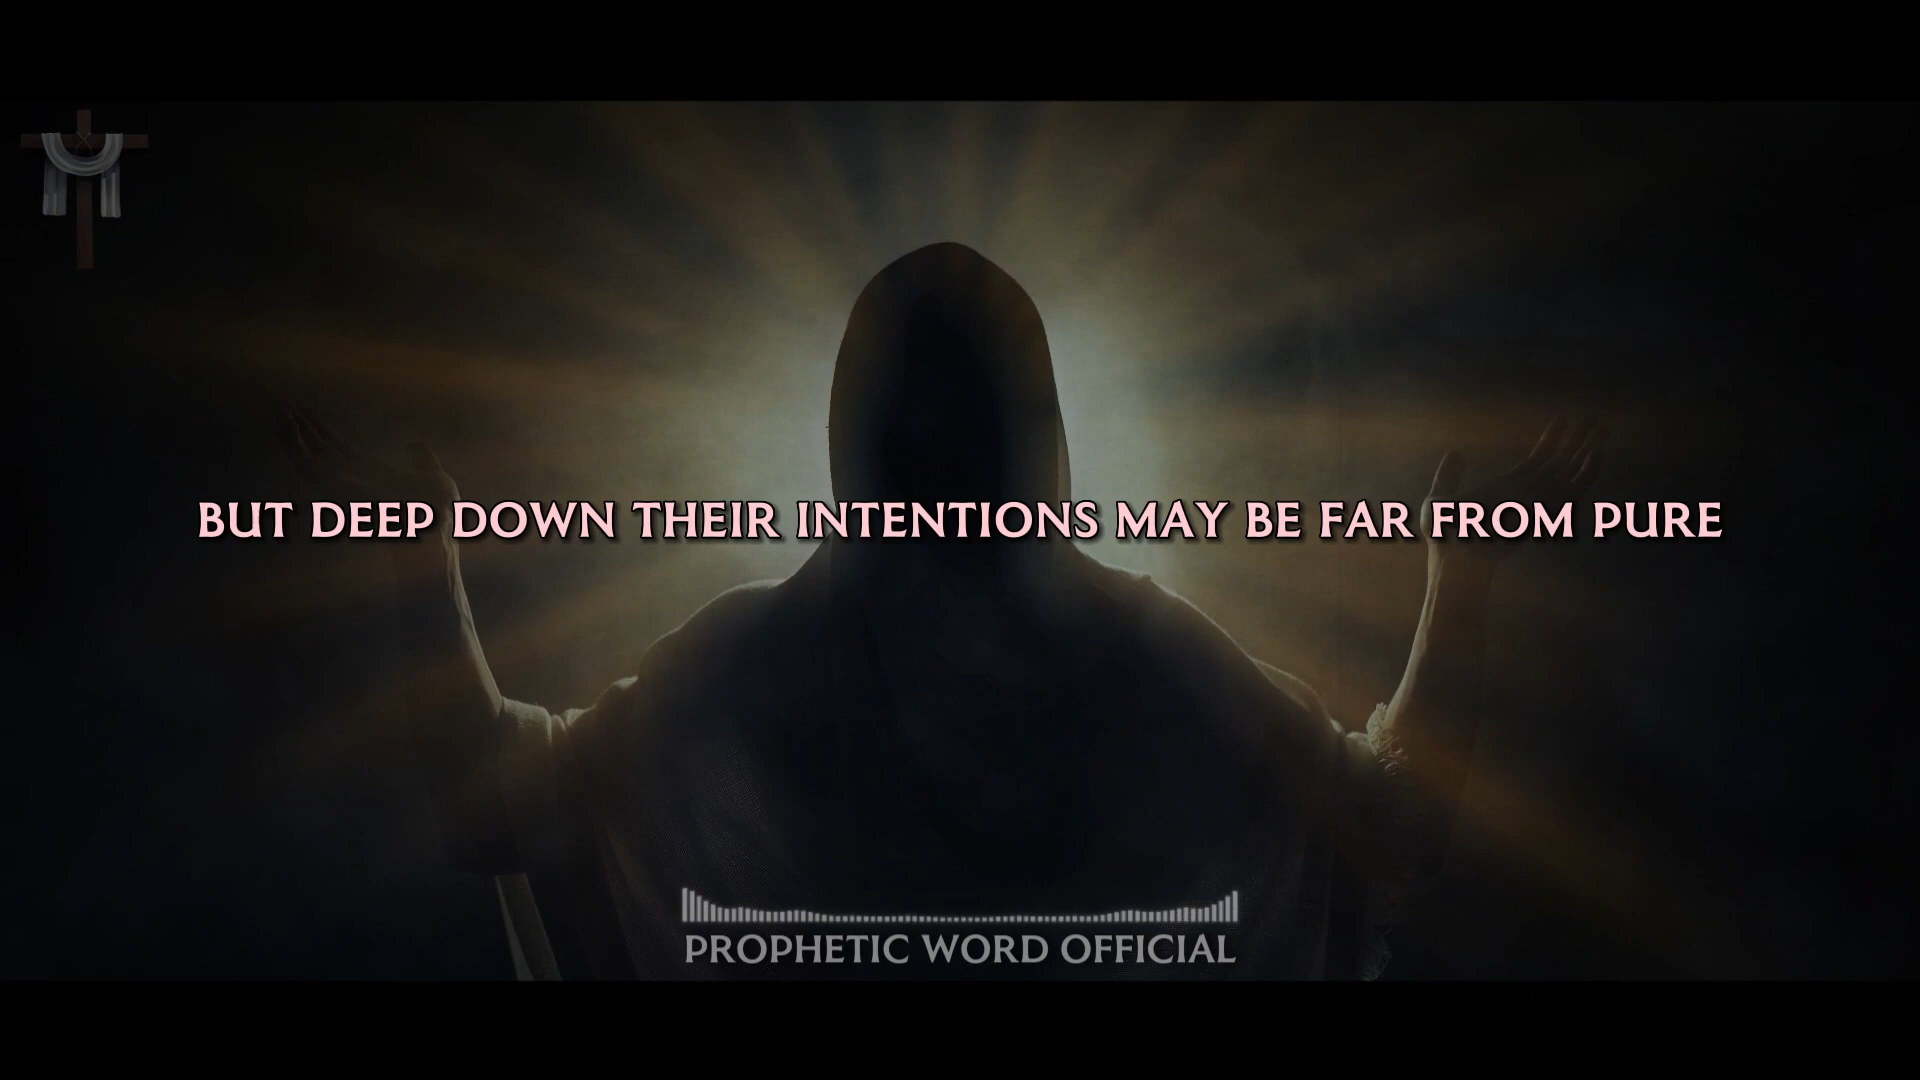 BUT DEEP DOWN THEIR INTENTIONS MAY BE FAR FROM PURE
PROPHETIC WORD OFFICIAL